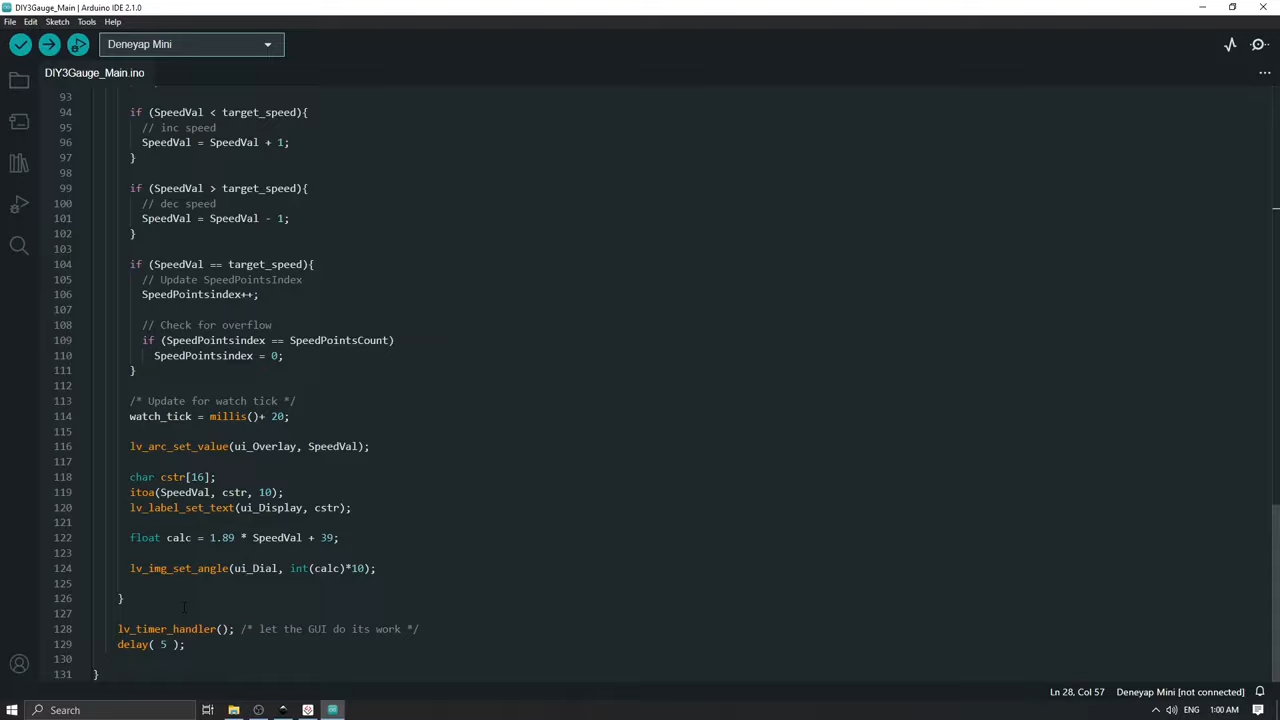 DIY3Gauge_Main | Arduino IDE 2.1.0
File Edit Sketch Tools Help
Deneyap Mini
DIY3Gauge_Main.ino
93
94 if (SpeedVal < target_speed){
95 // inc speed
96 SpeedVal = SpeedVal + 1;
97 }
98
99 if (SpeedVal > target_speed){
100 // dec speed
101 SpeedVal = SpeedVal - 1;
102 }
103
104 if (SpeedVal == target_speed){
105 // Update SpeedPointsIndex
106 SpeedPointsindex++;
107
108 // Check for overflow
109 if (SpeedPointsindex == SpeedPointsCount)
110 SpeedPointsindex = 0;
111 }
112
113 /* Update for watch tick */
114 watch_tick = millis()+ 20;
115
116 lv_arc_set_value(ui_Overlay, SpeedVal);
117
118 char cstr[16];
119 itoa(SpeedVal, cstr, 10);
120 lv_label_set_text(ui_Display, cstr);
121
122 float calc = 1.89 * SpeedVal + 39;
123
124 lv_img_set_angle(ui_Dial, int(calc)*10);
125
126 }
127
128 lv_timer_handler(); /* let the GUI do its work */
129 delay( 5 );
130
131 }
Ln 28, Col 57 Deneyap Mini [not connected]
Search ENG 1:00 AM